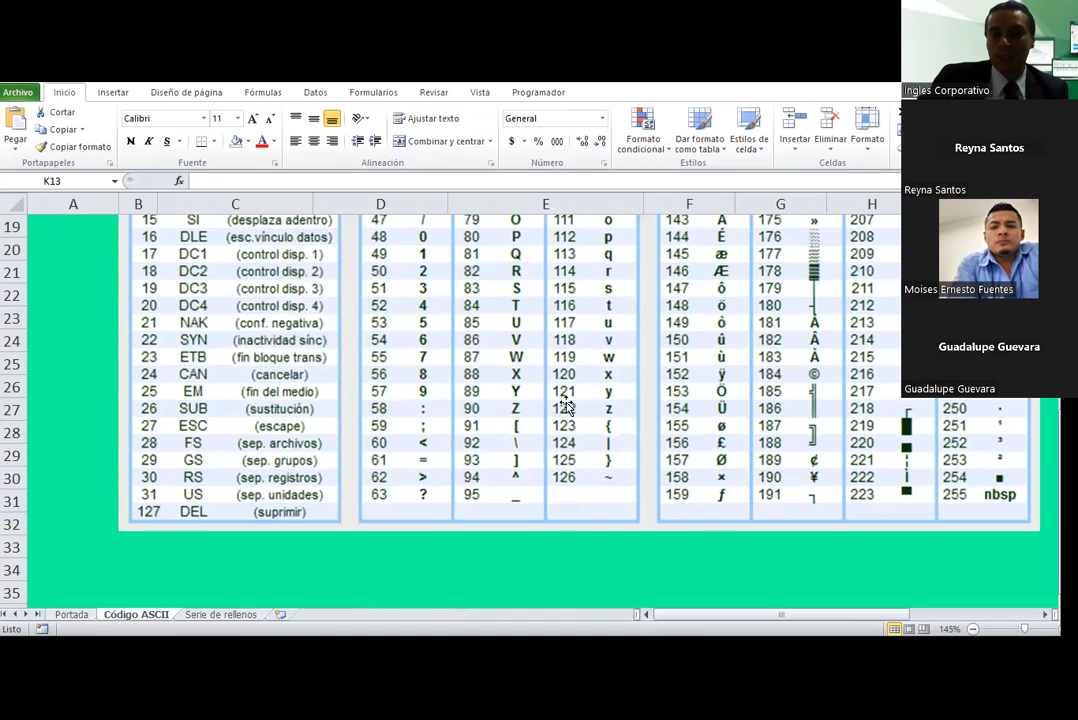 Archivo Inicio Insertar Diseño de página Fórmulas Datos Formularios Revisar Vista Programador
Ingles Corporativo
Pegar
Cortar
Copiar
Copiar formato
Portapapeles
Calibri 11
N K S
Fuente
Ajustar texto
Combinar y centrar
Alineación
General
$ % 000
Número
Formato condicional
Dar formato como tabla
Estilos de celda
Estilos
Insertar Eliminar Formato
Celdas
Reyna Santos
Reyna Santos
K13 fx
A B C D E F G H
19 15 SI (desplaza adentro) 47 / 79 O 111 o 143 175 » 207
20 16 DLE (esc.vínculo datos) 48 0 80 P 112 p 144 É 176 ░ 208
21 17 DC1 (control disp. 1) 49 1 81 Q 113 q 145 æ 177 ▒ 209
18 DC2 (control disp. 2) 50 2 82 R 114 r 146 Æ 178 ▓ 210
22 19 DC3 (control disp. 3) 51 3 83 S 115 s 147 ô 179 │ 211
20 DC4 (control disp. 4) 52 4 84 T 116 t 148 ö 180 ┤ 212
23 21 NAK (conf. negativa) 53 5 85 U 117 u 149 ò 181 Á 213
24 22 SYN (inactividad sínc) 54 6 86 V 118 v 150 û 182 Â 214
25 23 ETB (fin bloque trans) 55 7 87 W 119 w 151 ù 183 À 215
24 CAN (cancelar) 56 8 88 X 120 x 152 ÿ 184 © 216
26 25 EM (fin del medio) 57 9 89 Y 121 y 153 Ö 185 ╣ 217
27 26 SUB (sustitución) 58 : 90 Z z 154 Ü 186 ║ 218 ┌ 250 ·
28 27 ESC (escape) 59 ; 91 [ 123 { 155 ø 187 ╗ 219 █ 251 ¹
28 FS (sep. archivos) 60 < 92 \ 124 | 156 £ 188 ╝ 220 ▄ 252 ³
29 29 GS (sep. grupos) 61 = 93 ] 125 } 157 Ø 189 ¢ 221 ¦ 253 ²
30 30 RS (sep. registros) 62 > 94 ^ 126 ~ 158 × 190 ¥ 222 254 ■
31 31 US (sep. unidades) 63 ? 95 _ 159 ƒ 191 ┐ 223 ▀ 255 nbsp
32 127 DEL (suprimir)
33
34
35
Moises Ernesto Fuentes
Guadalupe Guevara
Guadalupe Guevara
Portada Código ASCII Serie de rellenos
Listo 145%